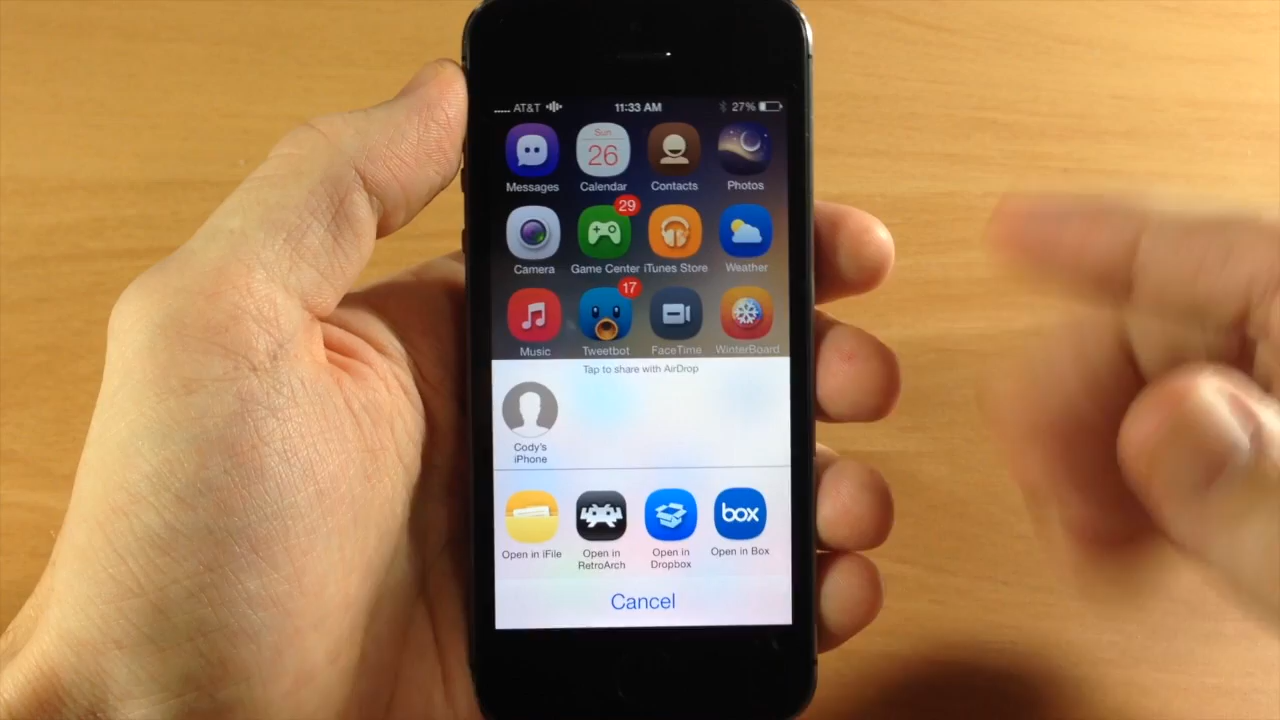 AT&T 11:33 AM 27%
Sun
26
Messages Calendar Contacts Photos
29
Camera Game Center iTunes Store Weather
17
Music Tweetbot FaceTime WinterBoard
Tap to share with AirDrop
Cody's
iPhone
box
Open in iFile Open in Open in Open in Box
RetroArch Dropbox
Cancel